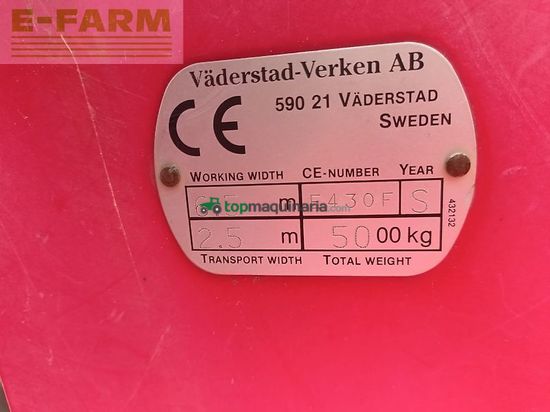 E-FARM
Väderstad-Verken AB
590 21 VÄDERSTAD
SWEDEN
CE
WORKING WIDTH CE-NUMBER YEAR
m 5430F S
topmaquinaria.com
2.5 m 5000 kg
TRANSPORT WIDTH TOTAL WEIGHT
432132